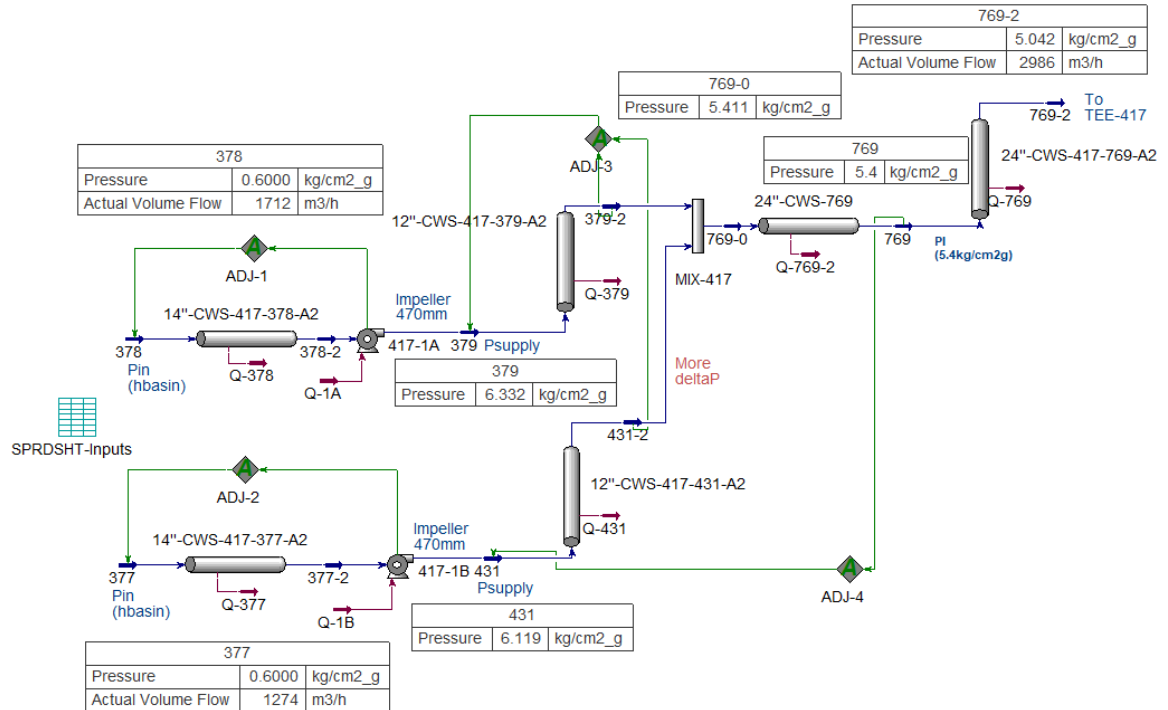 769-2
Pressure 5.042 kg/cm2_g
Actual Volume Flow 2986 m3/h
769-0
Pressure 5.411 kg/cm2_g
To
TEE-417
769-2
24"-CWS-417-769-A2
Q-769
378
Pressure 0.6000 kg/cm2_g
Actual Volume Flow 1712 m3/h
A
ADJ-3
769
Pressure 5.4 kg/cm2_g
12"-CWS-417-379-A2
379-2
24"-CWS-769
769-0
769
PI
(5.4kg/cm2g)
Q-769-2
MIX-417
Q-379
A
ADJ-1
14"-CWS-417-378-A2
Impeller
470mm
378
378-2
417-1A
379
Psupply
Pin
(hbasin)
Q-378
Q-1A
379
Pressure 6.332 kg/cm2_g
More
deltaP
SPRDSHT-Inputs
431-2
12"-CWS-417-431-A2
Q-431
A
ADJ-2
14"-CWS-417-377-A2
Impeller
470mm
377
377-2
417-1B
431
Psupply
Pin
(hbasin)
Q-377
Q-1B
A
ADJ-4
431
Pressure 6.119 kg/cm2_g
377
Pressure 0.6000 kg/cm2_g
Actual Volume Flow 1274 m3/h